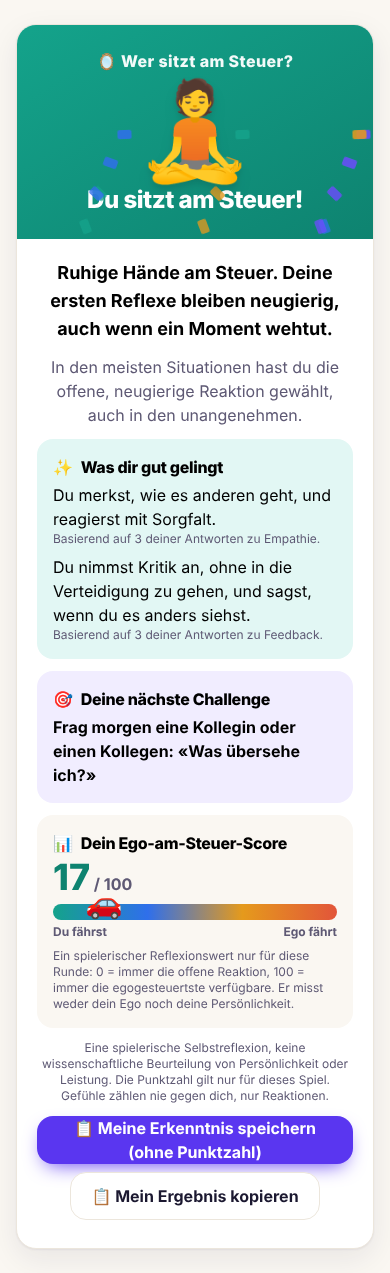 Wer sitzt am Steuer?
Du sitzt am Steuer!
Ruhige Hände am Steuer. Deine
ersten Reflexe bleiben neugierig,
auch wenn ein Moment wehtut.
In den meisten Situationen hast du die
offene, neugierige Reaktion gewählt,
auch in den unangenehmen.
Was dir gut gelingt
Du merkst, wie es anderen geht, und
reagierst mit Sorgfalt.
Basierend auf 3 deiner Antworten zu Empathie.
Du nimmst Kritik an, ohne in die
Verteidigung zu gehen, und sagst,
wenn du es anders siehst.
Basierend auf 3 deiner Antworten zu Feedback.
Deine nächste Challenge
Frag morgen eine Kollegin oder
einen Kollegen: «Was übersehe
ich?»
Dein Ego-am-Steuer-Score
17 / 100
Du fährst Ego fährt
Ein spielerischer Reflexionswert nur für diese
Runde: 0 = immer die offene Reaktion, 100 =
immer die egogesteuertste verfügbare. Er misst
weder dein Ego noch deine Persönlichkeit.
Eine spielerische Selbstreflexion, keine
wissenschaftliche Beurteilung von Persönlichkeit oder
Leistung. Die Punktzahl gilt nur für dieses Spiel.
Gefühle zählen nie gegen dich, nur Reaktionen.
Meine Erkenntnis speichern
(ohne Punktzahl)
Mein Ergebnis kopieren